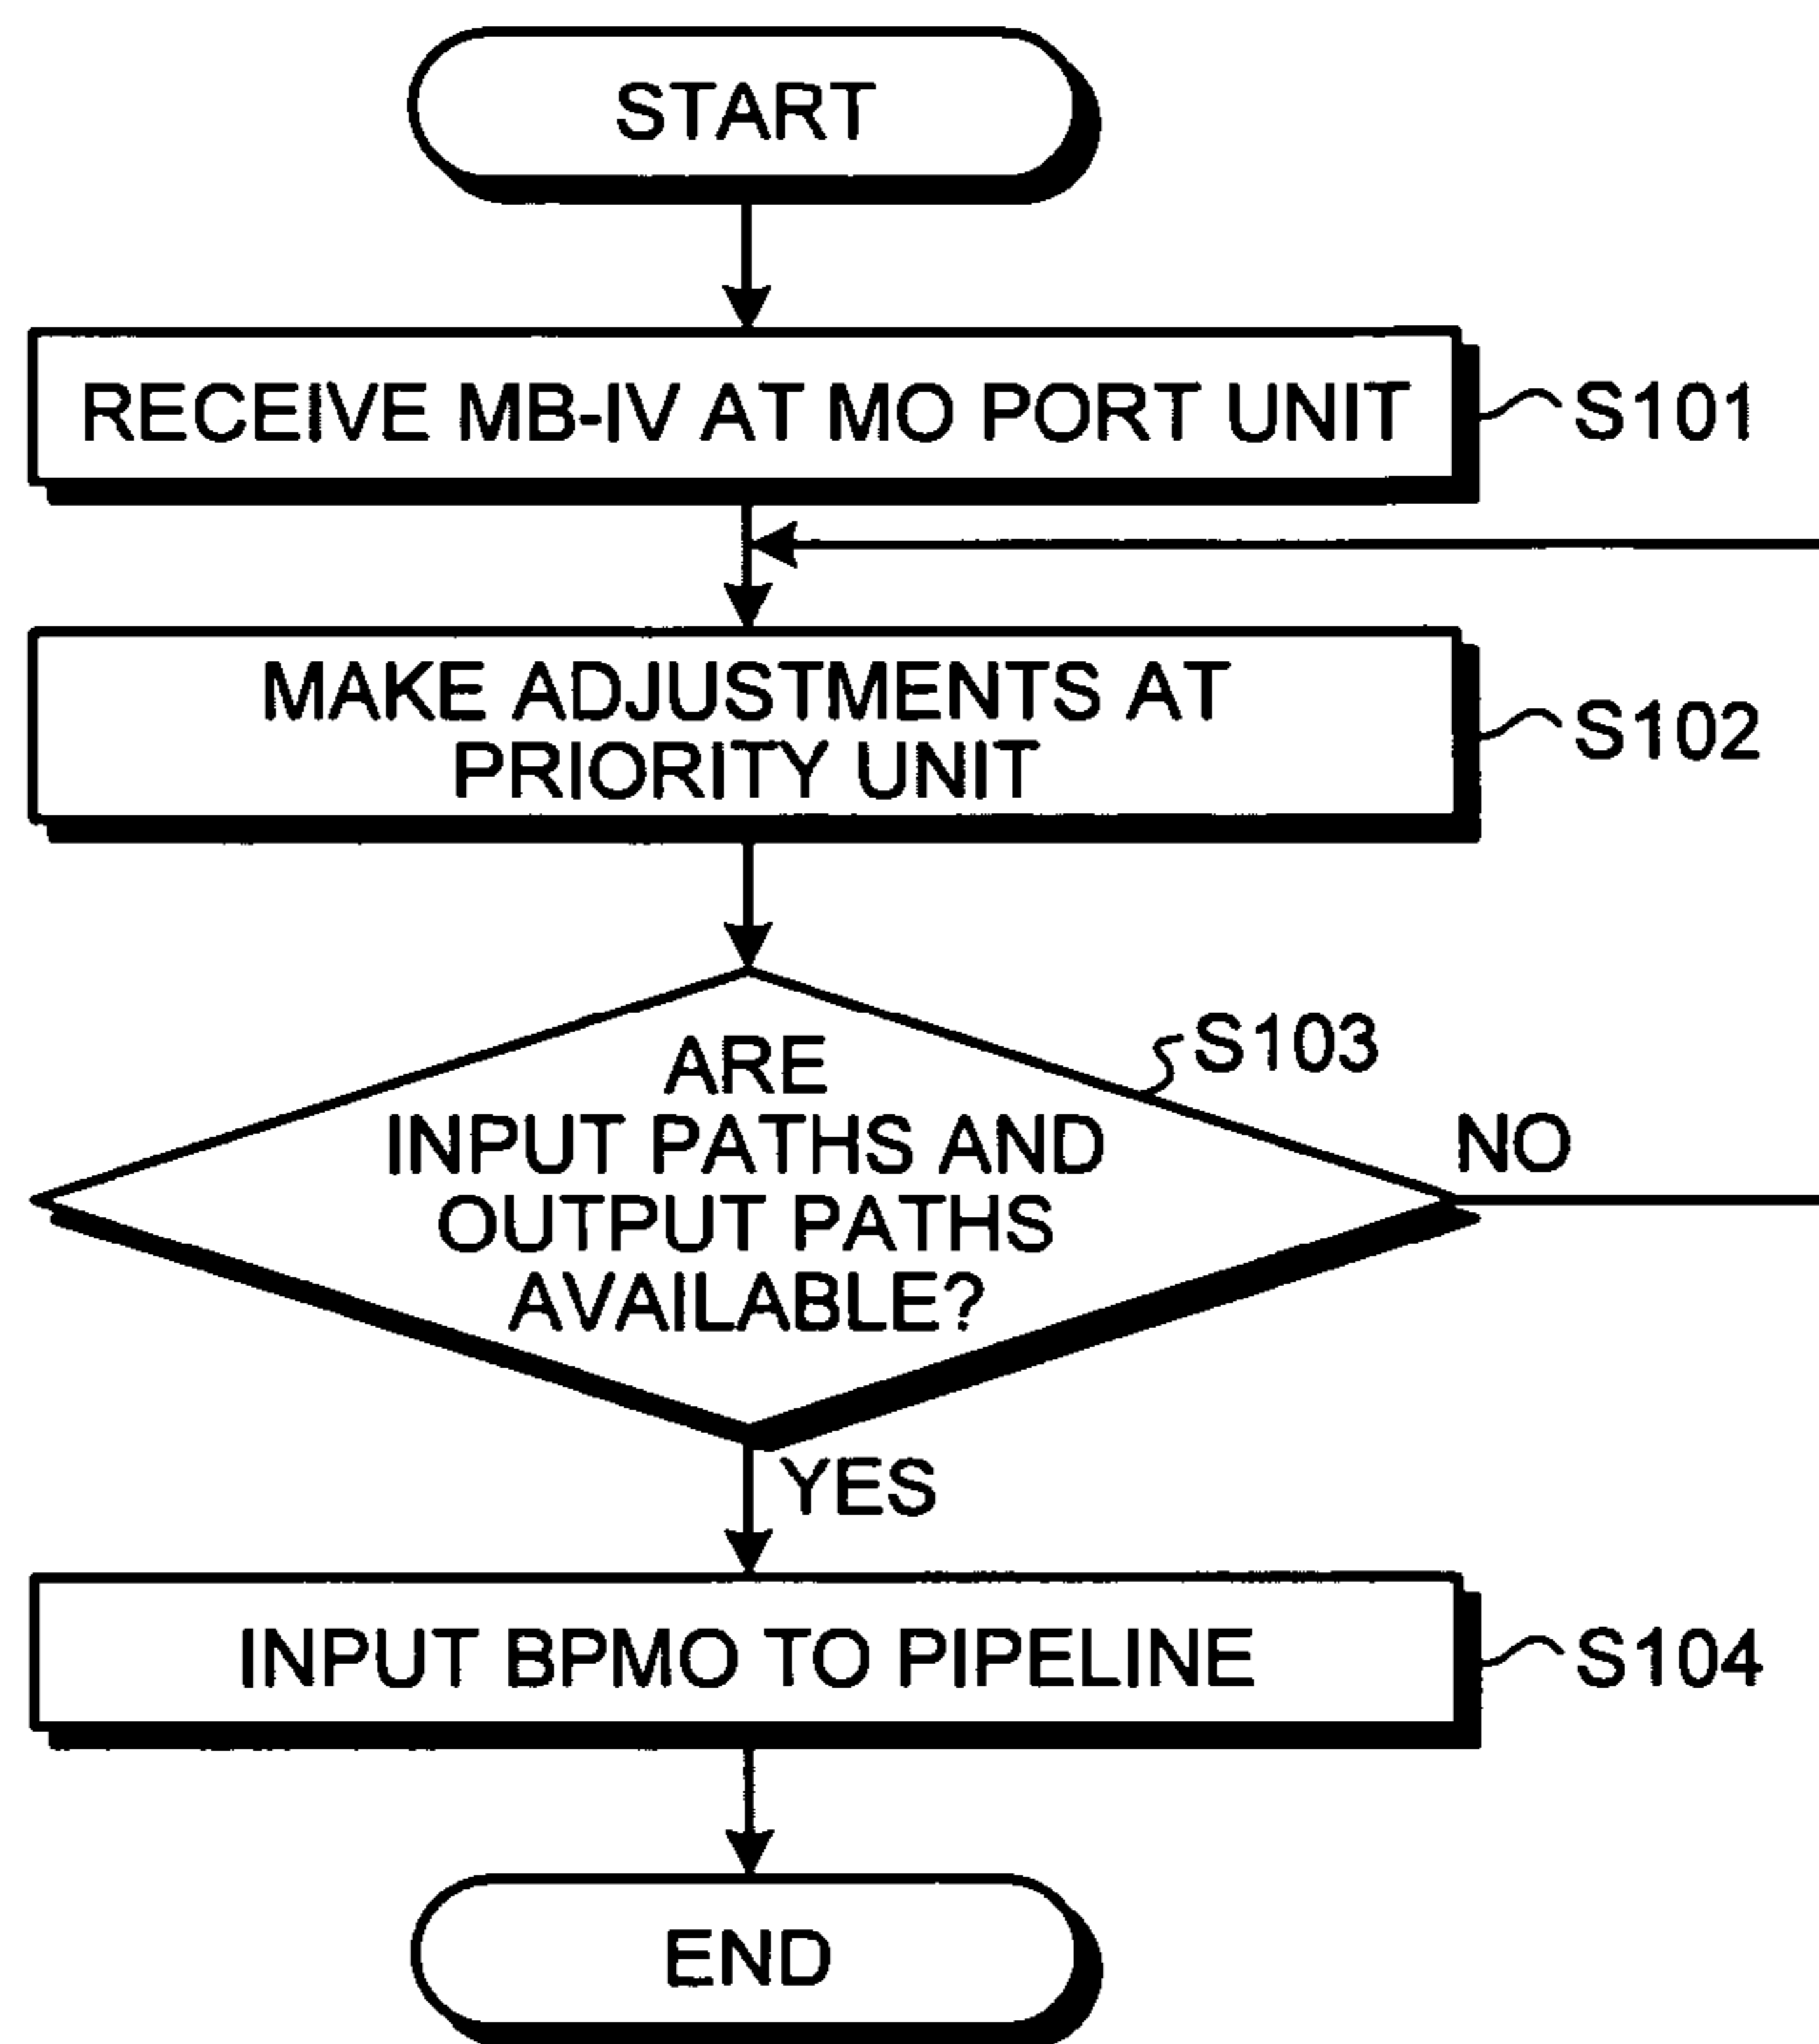 START
RECEIVE MB-IV AT MO PORT UNIT
S101
MAKE ADJUSTMENTS AT
PRIORITY UNIT
S102
S103
ARE
INPUT PATHS AND
OUTPUT PATHS
AVAILABLE?
NO
YES
INPUT BPMO TO PIPELINE
S104
END